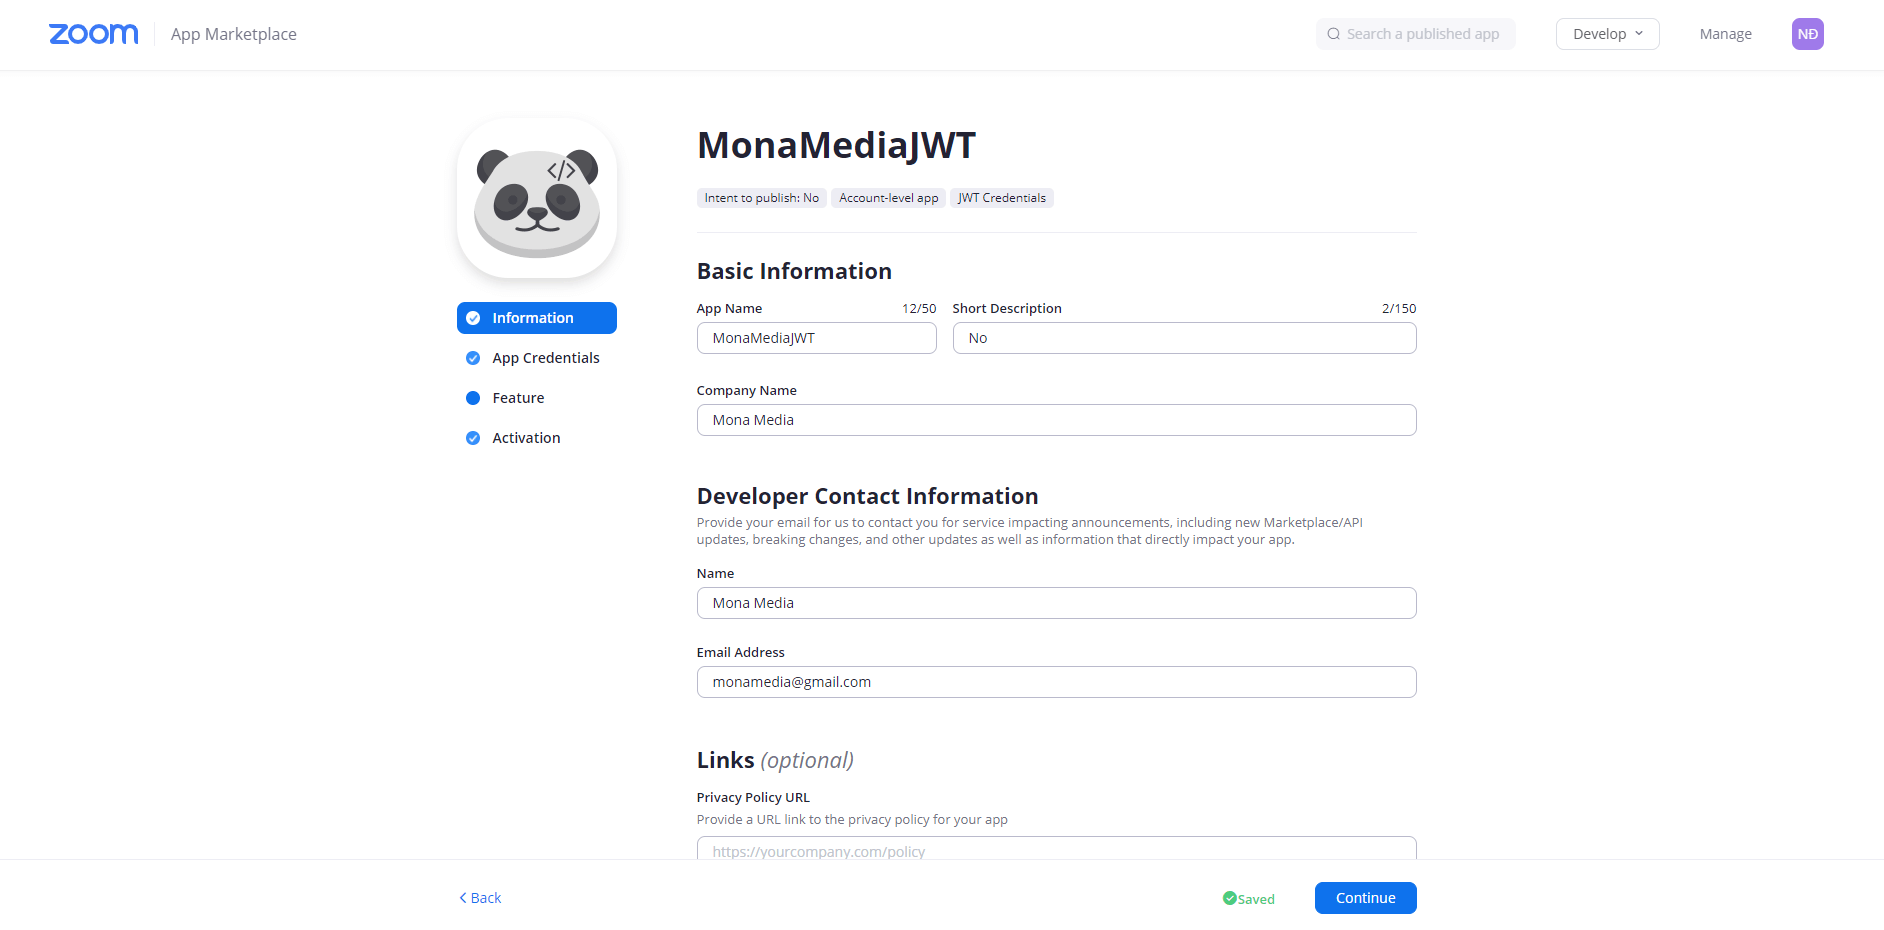 zoom
App Marketplace
Search a published app
Develop
Manage
NĐ
</>
MonaMediaJWT
Intent to publish: No
Account-level app
JWT Credentials
Information
App Credentials
Feature
Activation
Basic Information
App Name
12/50
Short Description
2/150
MonaMediaJWT
No
Company Name
Mona Media
Developer Contact Information
Provide your email for us to contact you for service impacting announcements, including new Marketplace/API
updates, breaking changes, and other updates as well as information that directly impact your app.
Name
Mona Media
Email Address
monamedia@gmail.com
Links (optional)
Privacy Policy URL
Provide a URL link to the privacy policy for your app
https://yourcompany.com/policy
Back
Saved
Continue